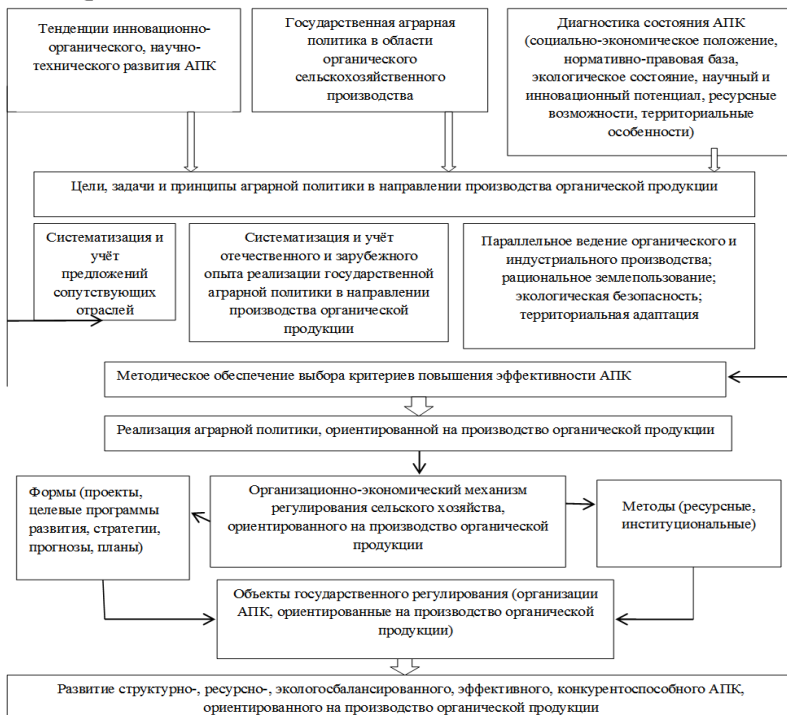 Тенденции инновационно-
органического, научно-
технического развития АПК
Государственная аграрная
политика в области
органического
сельскохозяйственного
производства
Диагностика состояния АПК
(социально-экономическое положение,
нормативно-правовая база,
экологическое состояние, научный и
инновационный потенциал, ресурсные
возможности, территориальные
особенности)
Цели, задачи и принципы аграрной политики в направлении производства органической продукции
Систематизация и
учёт
предложений
сопутствующих
отраслей
Систематизация и учёт
отечественного и зарубежного
опыта реализации государственной
аграрной политики в направлении
производства органической
продукции
Параллельное ведение органического и
индустриального производства;
рациональное землепользование;
экологическая безопасность;
территориальная адаптация
Методическое обеспечение выбора критериев повышения эффективности АПК
Реализация аграрной политики, ориентированной на производство органической продукции
Формы (проекты,
целевые программы
развития, стратегии,
прогнозы, планы)
Организационно-экономический механизм
регулирования сельского хозяйства,
ориентированного на производство органической
продукции
Методы (ресурсные,
институциональные)
Объекты государственного регулирования (организации
АПК, ориентированные на производство органической
продукции)
Развитие структурно-, ресурсно-, экологосбалансированного, эффективного, конкурентоспособного АПК,
ориентированного на производство органической продукции